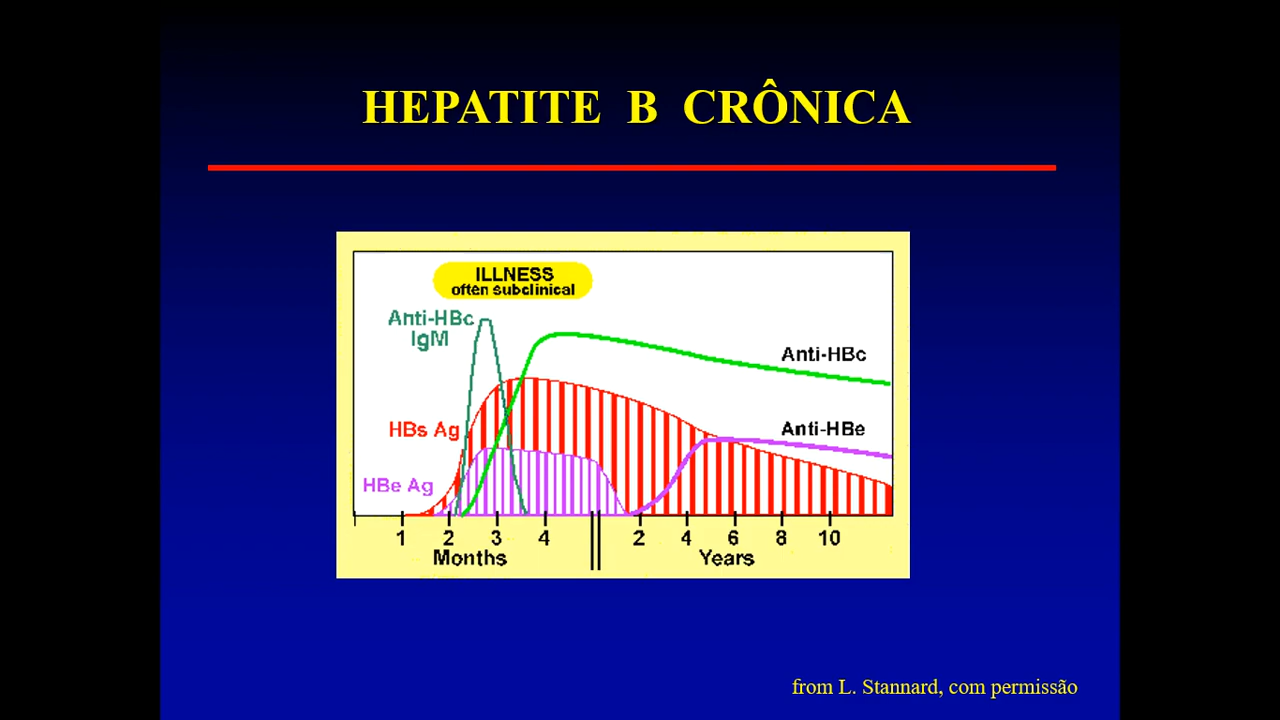 HEPATITE B CRÔNICA
ILLNESS
often subclinical
Anti-HBc
IgM
Anti-HBc
HBs Ag
Anti-HBe
HBe Ag
1 2 3 4 2 4 6 8 10
Months Years
from L. Stannard, com permissão